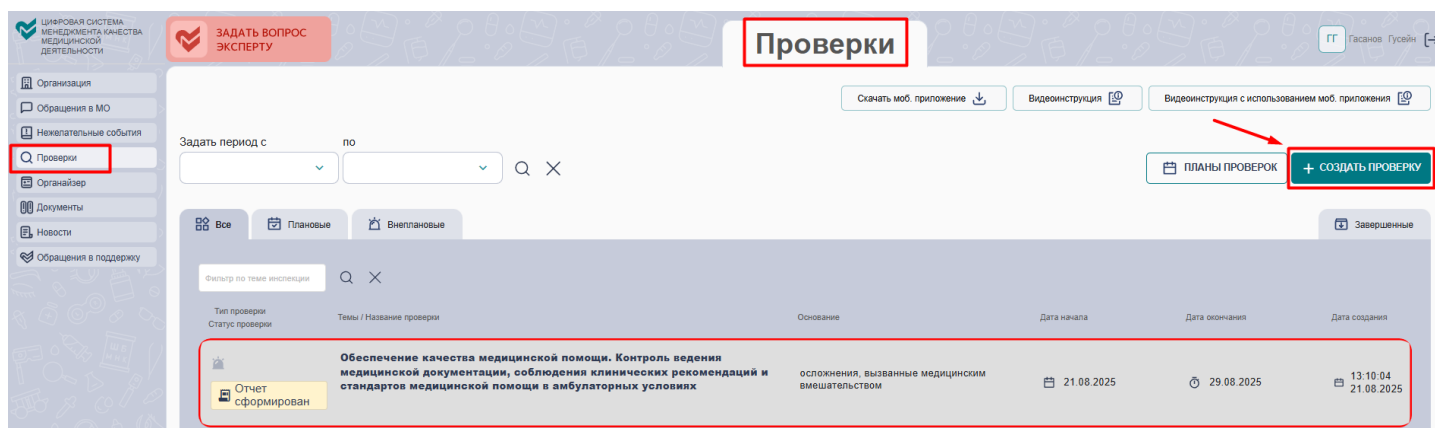 ЦИФРОВАЯ СИСТЕМА
МЕНЕДЖМЕНТА КАЧЕСТВА
МЕДИЦИНСКОЙ
ДЕЯТЕЛЬНОСТИ
ЗАДАТЬ ВОПРОС
ЭКСПЕРТУ
Проверки
ГГ Гасанов Гусейн
Организация
Обращения в МО
Нежелательные события
Проверки
Органайзер
Документы
Новости
Обращения в поддержку
Скачать моб. приложение
Видеоинструкция
Видеоинструкция с использованием моб. приложения
Задать период с
по
ПЛАНЫ ПРОВЕРОК
+ СОЗДАТЬ ПРОВЕРКУ
Все
Плановые
Внеплановые
Завершенные
Фильтр по теме инспекции
Тип проверки
Статус проверки
Темы / Название проверки
Основание
Дата начала
Дата окончания
Дата создания
Отчет
сформирован
Обеспечение качества медицинской помощи. Контроль ведения
медицинской документации, соблюдения клинических рекомендаций и
стандартов медицинской помощи в амбулаторных условиях
осложнения, вызванные медицинским
вмешательством
21.08.2025
29.08.2025
13:10:04
21.08.2025